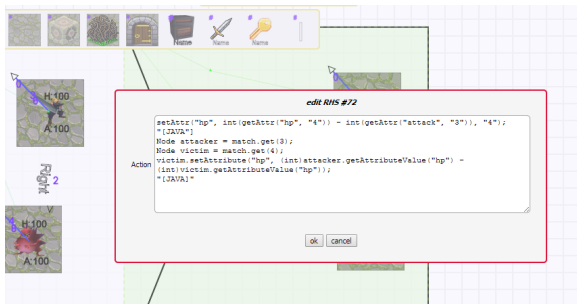 #
#
#
#
#
#
#
#
Name
Name
Name
0
H:100
A:100
Right
2
H:100
A:100
0
edit RHS #72
Action
setAttr("hp", int(getAttr("hp", "4")) - int(getAttr("attack", "3")), "4");
"[JAVA"]
Node attacker = match.get(3);
Node victim = match.get(4);
victim.setAttribute("hp", (int)attacker.getAttributeValue("hp") -
(int)victim.getAttributeValue("hp"));
"[JAVA]"
ok
cancel